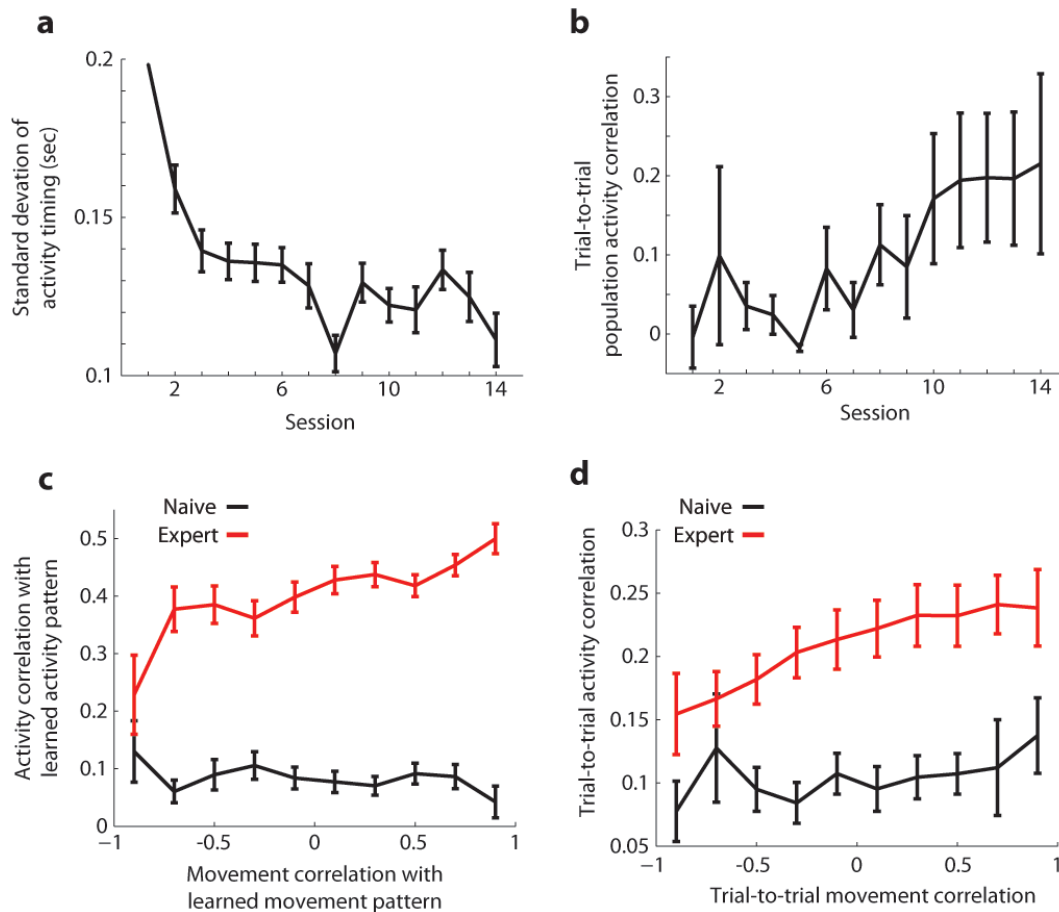 a
0.2
0.15
0.1
Standard devation of
activity timing (sec)
2
6
10
14
Session
b
0.3
0.2
0.1
0
Trial-to-trial
population activity correlation
2
6
10
14
Session
c
Naive
Expert
0.5
0.4
0.3
0.2
0.1
0
Activity correlation with
learned activity pattern
−1
-0.5
0
0.5
1
Movement correlation with
learned movement pattern
d
Naive
Expert
0.3
0.25
0.2
0.15
0.1
0.05
Trial-to-trial activity correlation
−1
-0.5
0
0.5
1
Trial-to-trial movement correlation